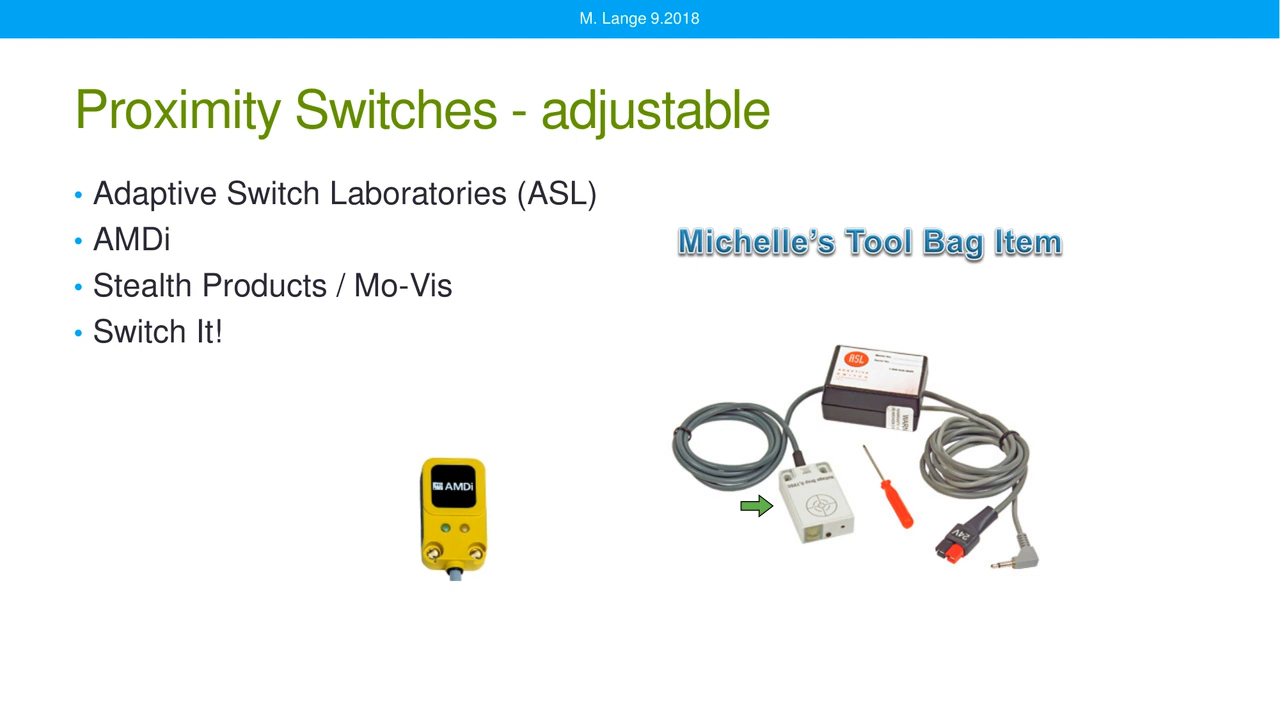 M. Lange 9.2018
Proximity Switches - adjustable
• Adaptive Switch Laboratories (ASL)
• AMDi
• Stealth Products / Mo-Vis
• Switch It!
Michelle’s Tool Bag Item
ASL
AMDi
24V